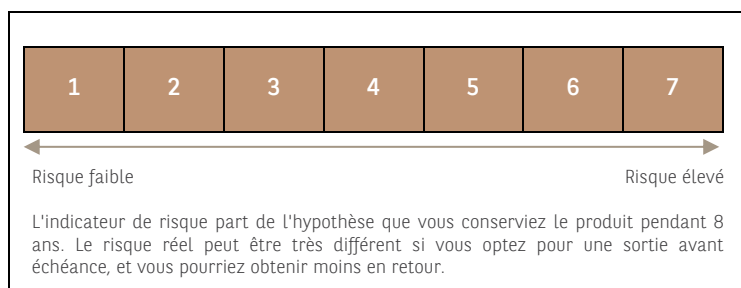 1 2 3 4 5 6 7
Risque faible Risque élevé
L'indicateur de risque part de l'hypothèse que vous conserviez le produit pendant 8
ans. Le risque réel peut être très différent si vous optez pour une sortie avant
échéance, et vous pourriez obtenir moins en retour.